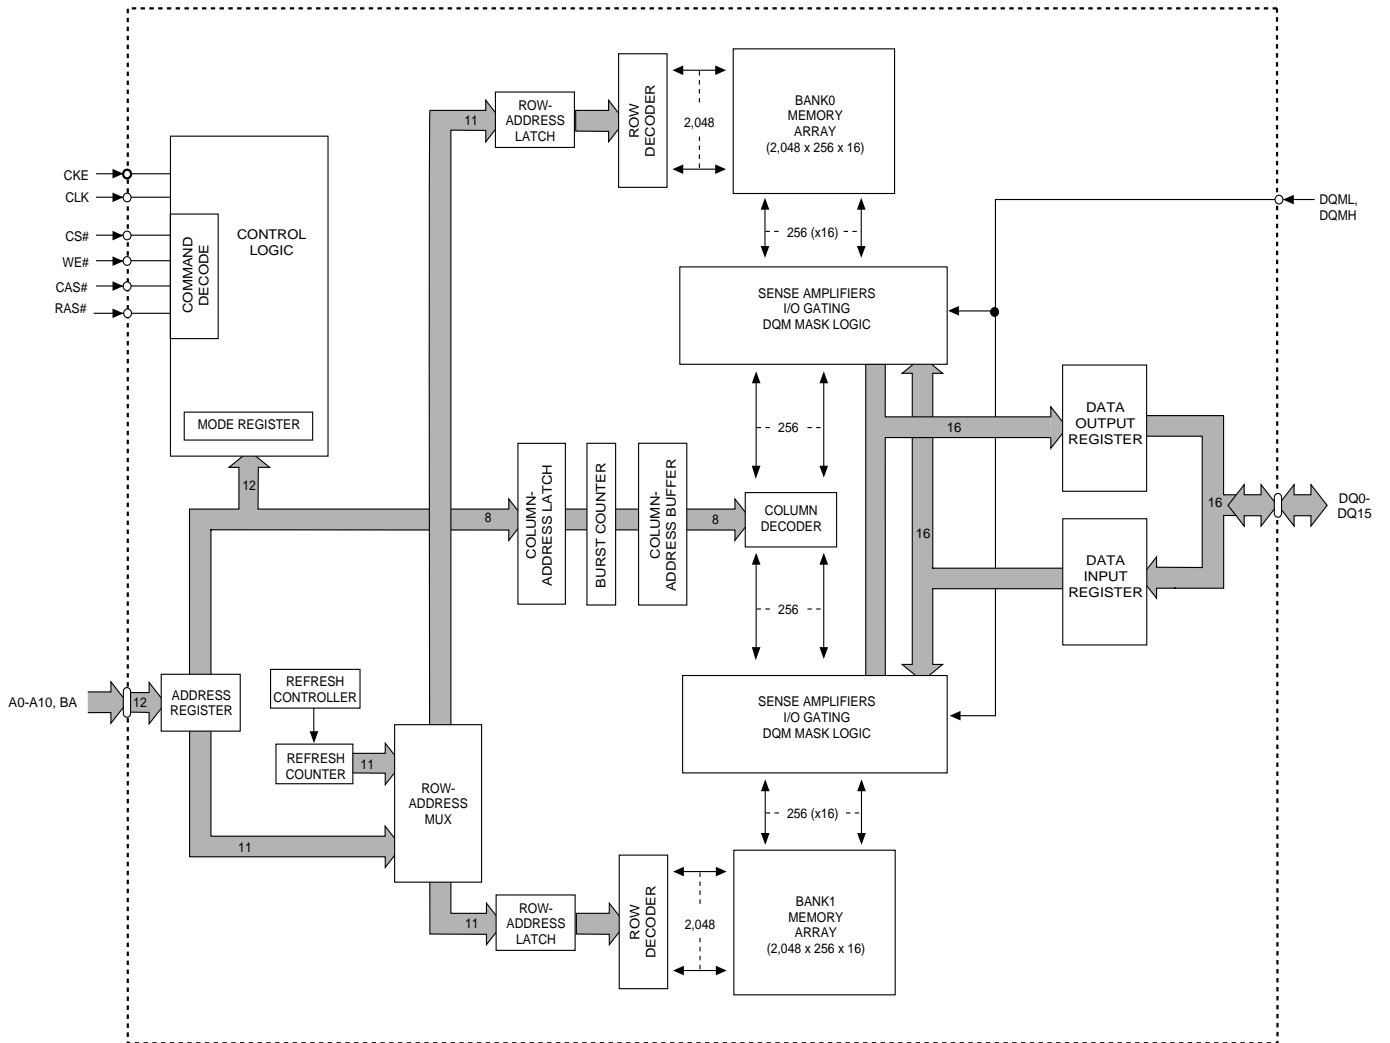 ROW-
ADDRESS
LATCH
11
ROW
DECODER
2,048
BANK0
MEMORY
ARRAY
(2,048 x 256 x 16)
CKE
CLK
CS#
WE#
CAS#
RAS#
COMMAND
DECODE
CONTROL
LOGIC
MODE REGISTER
DQML,
DQMH
256 (x16)
SENSE AMPLIFIERS
I/O GATING
DQM MASK LOGIC
256
16
DATA
OUTPUT
REGISTER
12
8
COLUMN-
ADDRESS LATCH
BURST COUNTER
COLUMN-
ADDRESS BUFFER
8
COLUMN
DECODER
16
16
DQ0-
DQ15
DATA
INPUT
REGISTER
256
A0-A10, BA
12
ADDRESS
REGISTER
REFRESH
CONTROLLER
REFRESH
COUNTER
11
ROW-
ADDRESS
MUX
11
SENSE AMPLIFIERS
I/O GATING
DQM MASK LOGIC
256 (x16)
11
ROW-
ADDRESS
LATCH
ROW
DECODER
2,048
BANK1
MEMORY
ARRAY
(2,048 x 256 x 16)